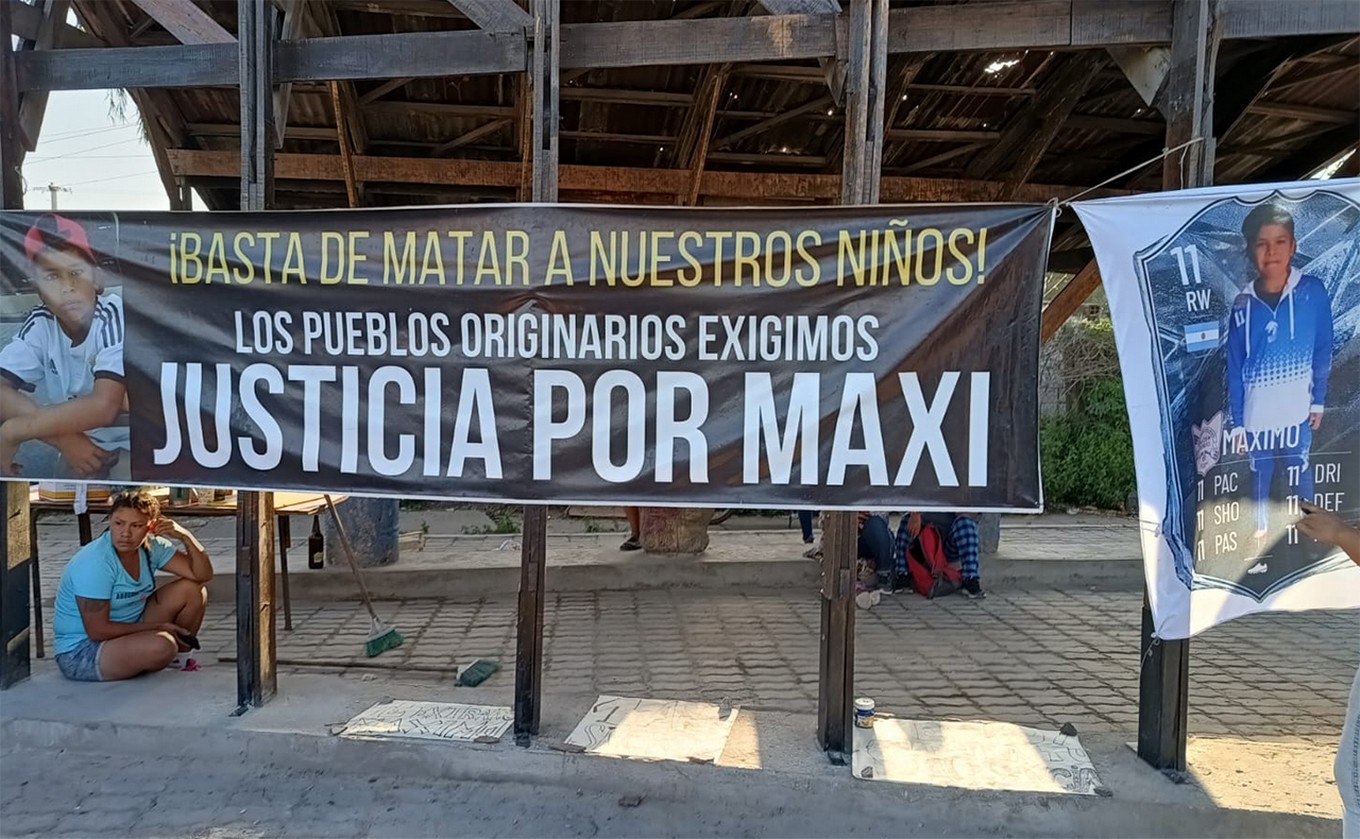 ¡BASTA DE MATAR A NUESTROS NIÑOS!
LOS PUEBLOS ORIGINARIOS EXIGIMOS
JUSTICIA POR MAXI
11
RW
MAXIMO
11 PAC 11 DRI
11 SHO 11 DEF
11 PAS 11